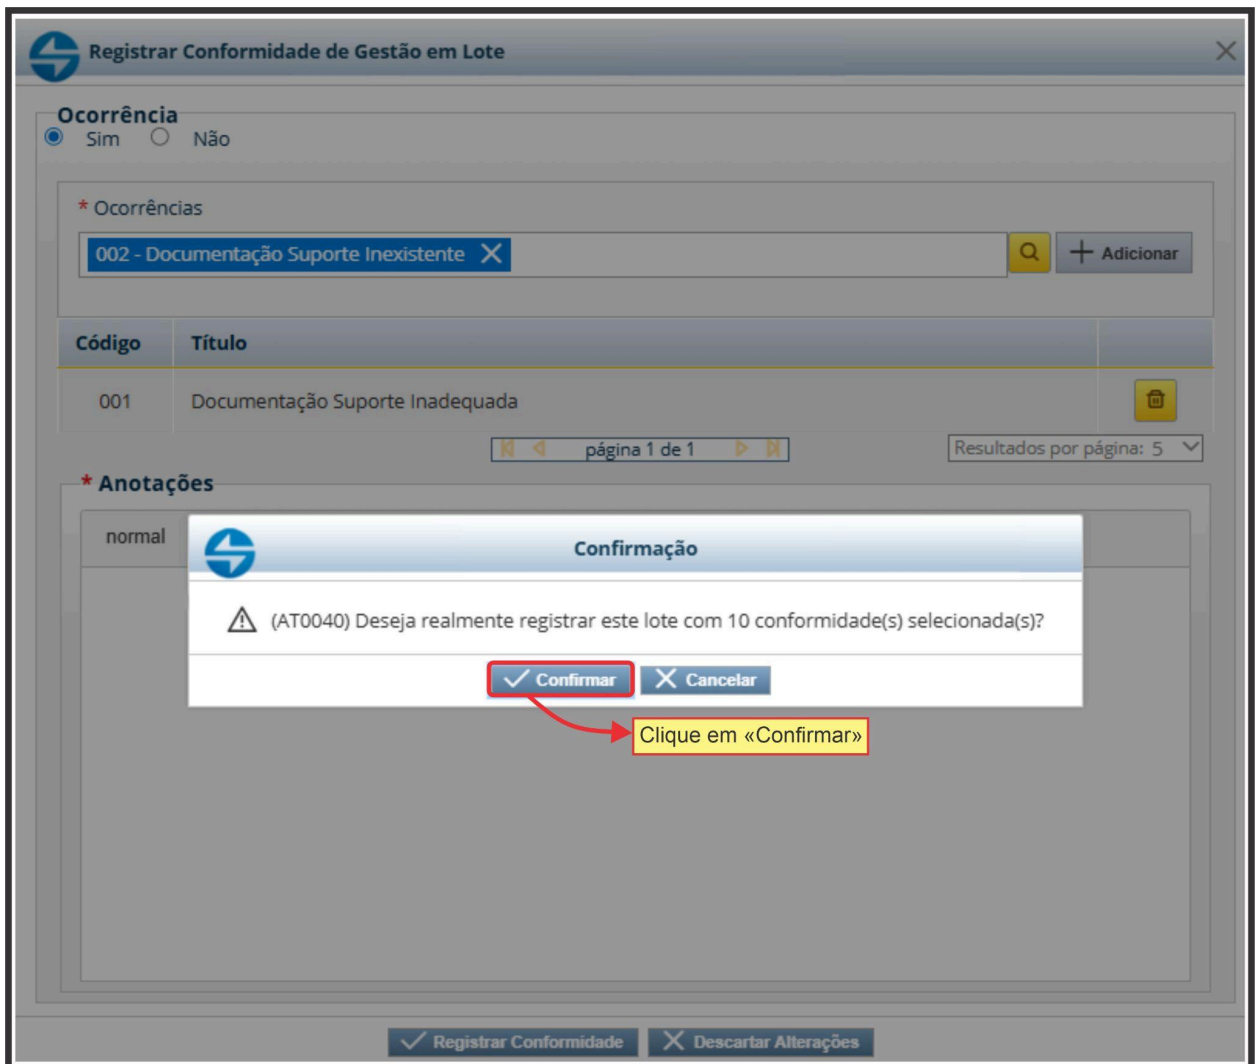 Registrar Conformidade de Gestão em Lote
Ocorrência
Sim Não
* Ocorrências
002 - Documentação Suporte Inexistente
Adicionar
Código Título
001 Documentação Suporte Inadequada
página 1 de 1 Resultados por página: 5
* Anotações
normal
Confirmação
(AT0040) Deseja realmente registrar este lote com 10 conformidade(s) selecionada(s)?
Confirmar Cancelar
Clique em «Confirmar»
Registrar Conformidade Descartar Alterações